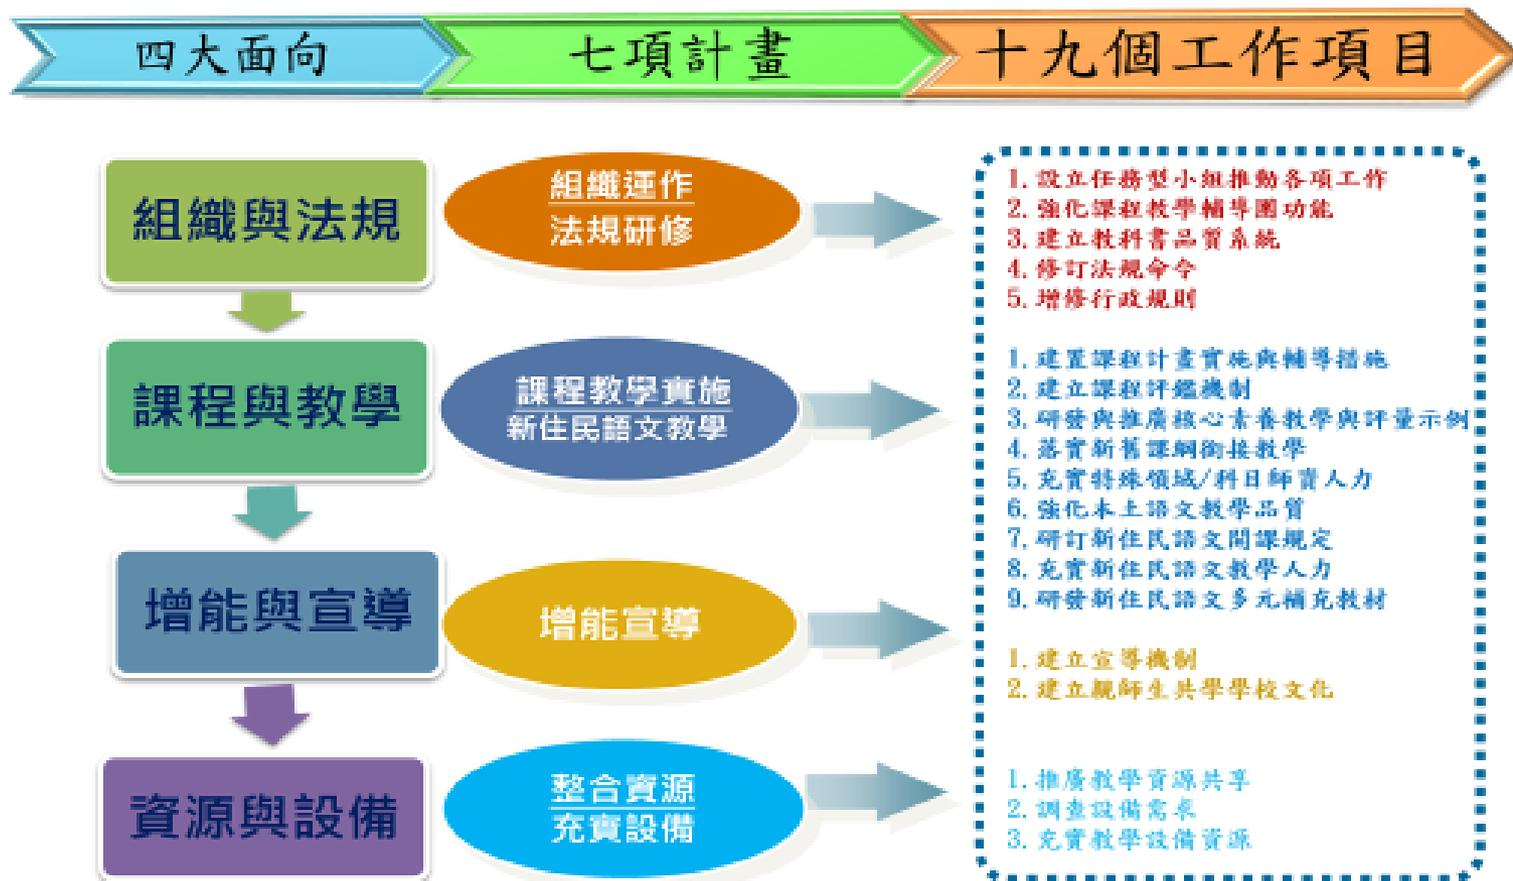 四大面向
七項計畫
十九個工作項目
組織與法規
組織運作
法規研修
1. 設立任務型小組推動各項工作
2. 強化課程教學輔導團功能
3. 建立教科書品質系統
4. 修訂法規命令
5. 增修行政規則
課程與教學
課程教學實施
新住民語文教學
1. 建置課程計畫實施與輔導措施
2. 建立課程評鑑機制
3. 研發與推廣核心素養教學與評量示例
4. 落實新舊課綱銜接教學
5. 充實特殊領域/科目師資人力
6. 強化本土語文教學品質
7. 研訂新住民語文開課規定
8. 充實新住民語文教學人力
9. 研發新住民語文多元補充教材
增能與宣導
增能宣導
1. 建立宣導機制
2. 建立親師生共學學校文化
資源與設備
整合資源
充實設備
1. 推廣教學資源共享
2. 調查設備需求
3. 充實教學設備資源